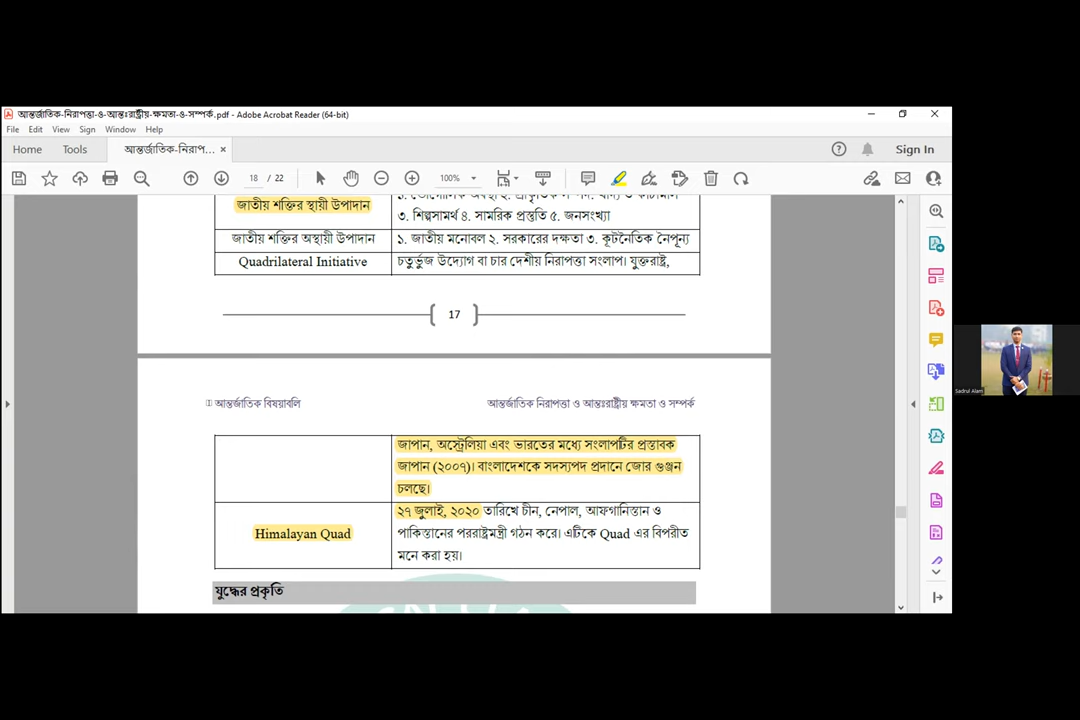 আন্তর্জাতিক-নিরাপত্তা-ও-আন্তঃরাষ্ট্রীয়-ক্ষমতা-ও-সম্পর্ক.pdf - Adobe Acrobat Reader (64-bit)
File Edit View Sign Window Help
Home Tools আন্তর্জাতিক-নিরাপ... × Sign In
18 / 22 100%
জাতীয় শক্তির স্থায়ী উপাদান
৩. শিল্পসামর্থ ৪. সামরিক প্রস্তুতি ৫. জনসংখ্যা
জাতীয় শক্তির অস্থায়ী উপাদান ১. জাতীয় মনোবল ২. সরকারের দক্ষতা ৩. কূটনৈতিক নৈপূন্য
Quadrilateral Initiative চতুর্ভুজ উদ্যোগ বা চার দেশীয় নিরাপত্তা সংলাপ। যুক্তরাষ্ট্র,
17
আন্তর্জাতিক বিষয়াবলি আন্তর্জাতিক নিরাপত্তা ও আন্তঃরাষ্ট্রীয় ক্ষমতা ও সম্পর্ক
জাপান, অস্ট্রেলিয়া এবং ভারতের মধ্যে সংলাপটির প্রস্তাবক
জাপান (২০০৭)। বাংলাদেশকে সদস্যপদ প্রদানে জোর গুঞ্জন
চলছে।
২৭ জুলাই, ২০২০ তারিখে চীন, নেপাল, আফগানিস্তান ও
Himalayan Quad পাকিস্তানের পররাষ্ট্রমন্ত্রী গঠন করে। এটিকে Quad এর বিপরীত
মনে করা হয়।
যুদ্ধের প্রকৃতি
Sadrul Alam